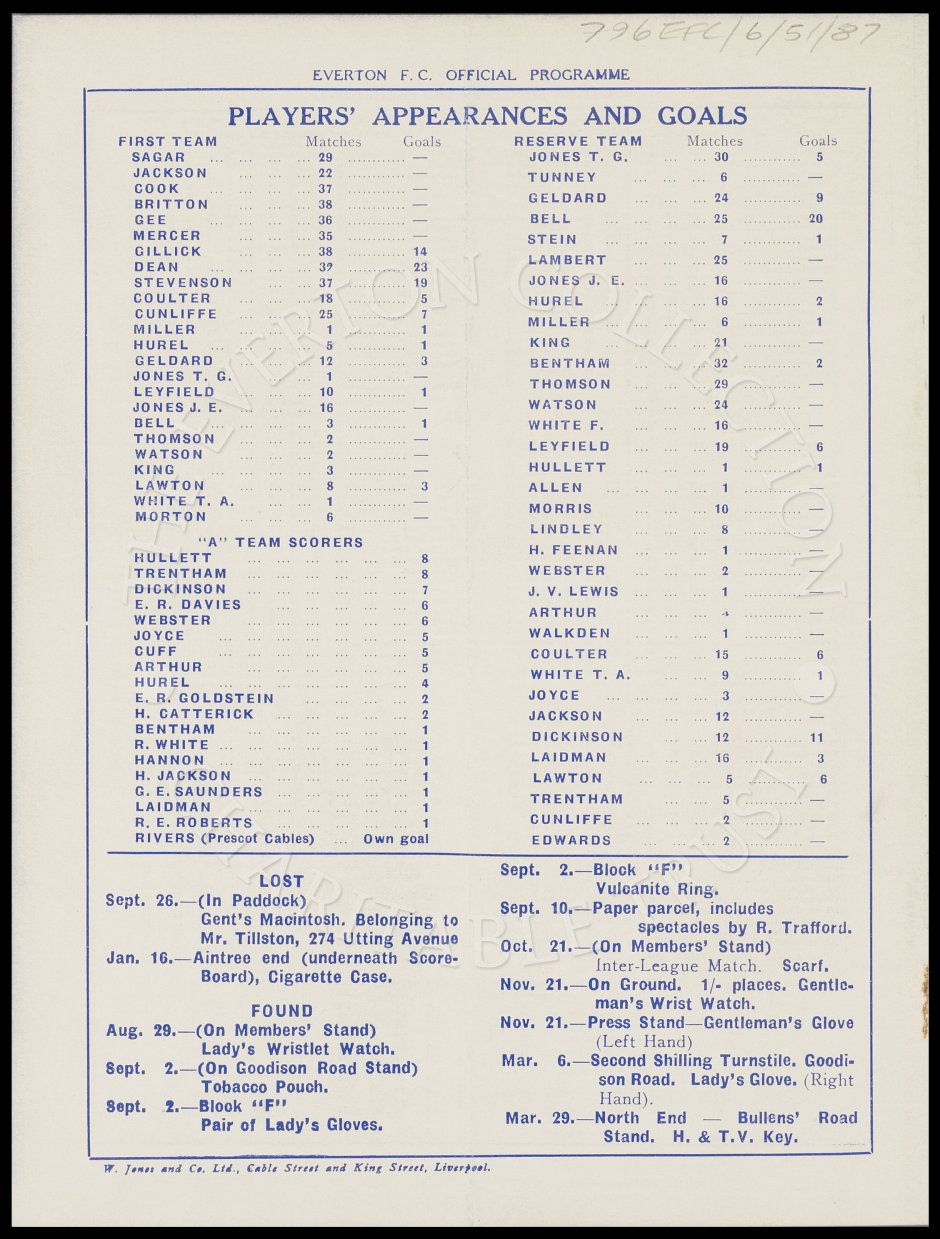 796EFC/6/51/87
EVERTON F.C. OFFICIAL PROGRAMME
PLAYERS' APPEARANCES AND GOALS
FIRST TEAM Matches Goals
SAGAR ... ... ... ... 29 ............ —
JACKSON ... ... ... 22 ............ —
COOK ... ... ... 37 ............ —
BRITTON ... ... ... 38 ............ —
GEE ... ... ... 36 ............ —
MERCER ... ... ... 35 ............ —
GILLICK ... ... ... 38 ............ 14
DEAN ... ... ... ... ............ 23
STEVENSON ... ... 37 ............ 19
COULTER ... ... ... 18 ............ 5
CUNLIFFE ... ... ... 25 ............ 7
MILLER ... ... ... 1 ............ 1
HUREL ... ... ... ... 5 ............ 1
GELDARD ... ... ... 12 ............ 3
JONES T. G. ... ... 1 ............ —
LEYFIELD ... ... ... 10 ............ 1
JONES J. E. ... ... ... 16 ............ —
BELL ... ... ... ... 3 ............ 1
THOMSON ... ... ... 2 ............ —
WATSON ... ... ... 2 ............ —
KING ... ... ... 3 ............ —
LAWTON ... ... ... 8 ............ 3
WHITE T. A. ... ... 1 ............ —
MORTON ... ... ... 6 ............ —
"A" TEAM SCORERS
HULLETT ... ... ... ... ... ... 8
TRENTHAM ... ... ... ... ... ... 8
DICKINSON ... ... ... ... ... ... 7
E. R. DAVIES ... ... ... ... ... ... 6
WEBSTER ... ... ... ... ... ... 6
JOYCE ... ... ... ... ... ... ... 5
CUFF ... ... ... ... ... ... 5
ARTHUR ... ... ... ... ... ... 5
HUREL ... ... ... ... ... ... ... 4
E. R. GOLDSTEIN ... ... ... ... 2
H. CATTERICK ... ... ... ... ... 2
BENTHAM ... ... ... ... ... ... 1
R. WHITE ... ... ... ... ... ... ... 1
HANNON ... ... ... ... ... ... ... 1
H. JACKSON ... ... ... ... ... ... 1
G. E. SAUNDERS ... ... ... ... ... 1
LAIDMAN ... ... ... ... ... ... 1
R. E. ROBERTS ... ... ... ... ... 1
RIVERS (Prescot Cables) ... Own goal
RESERVE TEAM Matches Goals
JONES T. G. ... ... 30 ............ 5
TUNNEY ... ... ... 6 ............ —
GELDARD ... ... ... 24 ............ 9
BELL ... ... ... 25 ............ 20
STEIN ... ... ... 7 ............ 1
LAMBERT ... ... ... 25 ............ —
JONES J. E. ... ... ... 16 ............ —
HUREL ... ... ... 16 ............ 2
MILLER ... ... ... ... 6 ............ 1
KING ... ... ... ... 21 ............ —
BENTHAM ... ... ... 32 ............ 2
THOMSON ... ... ... 29 ............ —
WATSON ... ... ... 24 ............ —
WHITE F. ... ... ... 16 ............ —
LEYFIELD ... ... ... 19 ............ 6
HULLETT ... ... ... 1 ............ 1
ALLEN ... ... ... ... 1 ............ —
MORRIS ... ... ... 10 ............ —
LINDLEY ... ... ... 8 ............ —
H. FEENAN ... ... ... 1 ............ —
WEBSTER ... ... ... 2 ............ —
J. V. LEWIS ... ... ... 1 ............ —
ARTHUR ... ... ... ............ —
WALKDEN ... ... ... 1 ............ —
COULTER ... ... ... 15 ............ 6
WHITE T. A. ... ... 9 ............ 1
JOYCE ... ... ... 3 ............ —
JACKSON ... ... ... 12 ............ —
DICKINSON ... ... ... 12 ............ 11
LAIDMAN ... ... ... 16 ............ 3
LAWTON ... ... ... 5 ............ 6
TRENTHAM ... ... 5 ............ —
CUNLIFFE ... ... ... 2 ............ —
EDWARDS ... ... ... 2 ............ —
LOST
Sept. 26.—(In Paddock)
Gent's Macintosh. Belonging to
Mr. Tillston, 274 Utting Avenue
Jan. 16.—Aintree end (underneath Score-
Board), Cigarette Case.
FOUND
Aug. 29.—(On Members' Stand)
Lady's Wristlet Watch.
Sept. 2.—(On Goodison Road Stand)
Tobacco Pouch.
Sept. 2.—Block "F"
Pair of Lady's Gloves.
Sept. 2.—Block "F"
Vulcanite Ring.
Sept. 10.—Paper parcel, includes
spectacles by R. Trafford.
Oct. 21.—(On Members' Stand)
Inter-League Match. Scarf.
Nov. 21.—On Ground. 1/- places. Gentle-
man's Wrist Watch.
Nov. 21.—Press Stand—Gentleman's Glove
(Left Hand)
Mar. 6.—Second Shilling Turnstile. Goodi-
son Road. Lady's Glove. (Right
Hand).
Mar. 29.—North End — Bullens' Road
Stand. H. & T.V. Key.
W. Jones and Co. Ltd., Cable Street and King Street, Liverpool.
THE EVERTON COLLECTION • CHARITABLE TRUST